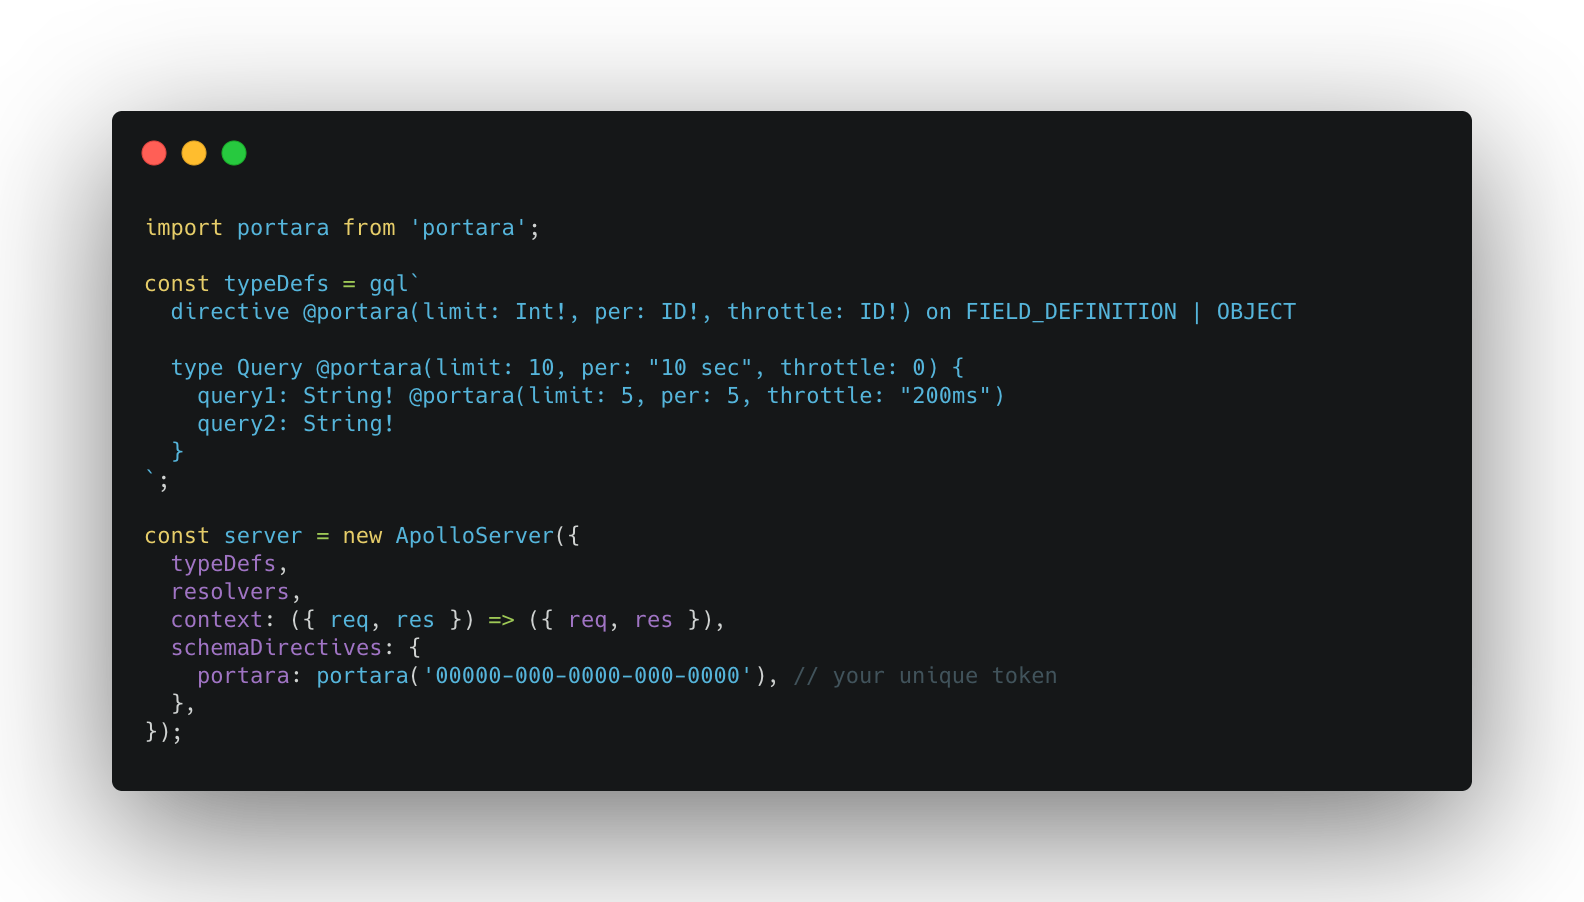 import portara from 'portara';
const typeDefs = gql`
  directive @portara(limit: Int!, per: ID!, throttle: ID!) on FIELD_DEFINITION | OBJECT
  type Query @portara(limit: 10, per: "10 sec", throttle: 0) {
    query1: String! @portara(limit: 5, per: 5, throttle: "200ms")
    query2: String!
  }
`;
const server = new ApolloServer({
  typeDefs,
  resolvers,
  context: ({ req, res }) => ({ req, res }),
  schemaDirectives: {
    portara: portara('00000-000-0000-000-0000'), // your unique token
  },
});